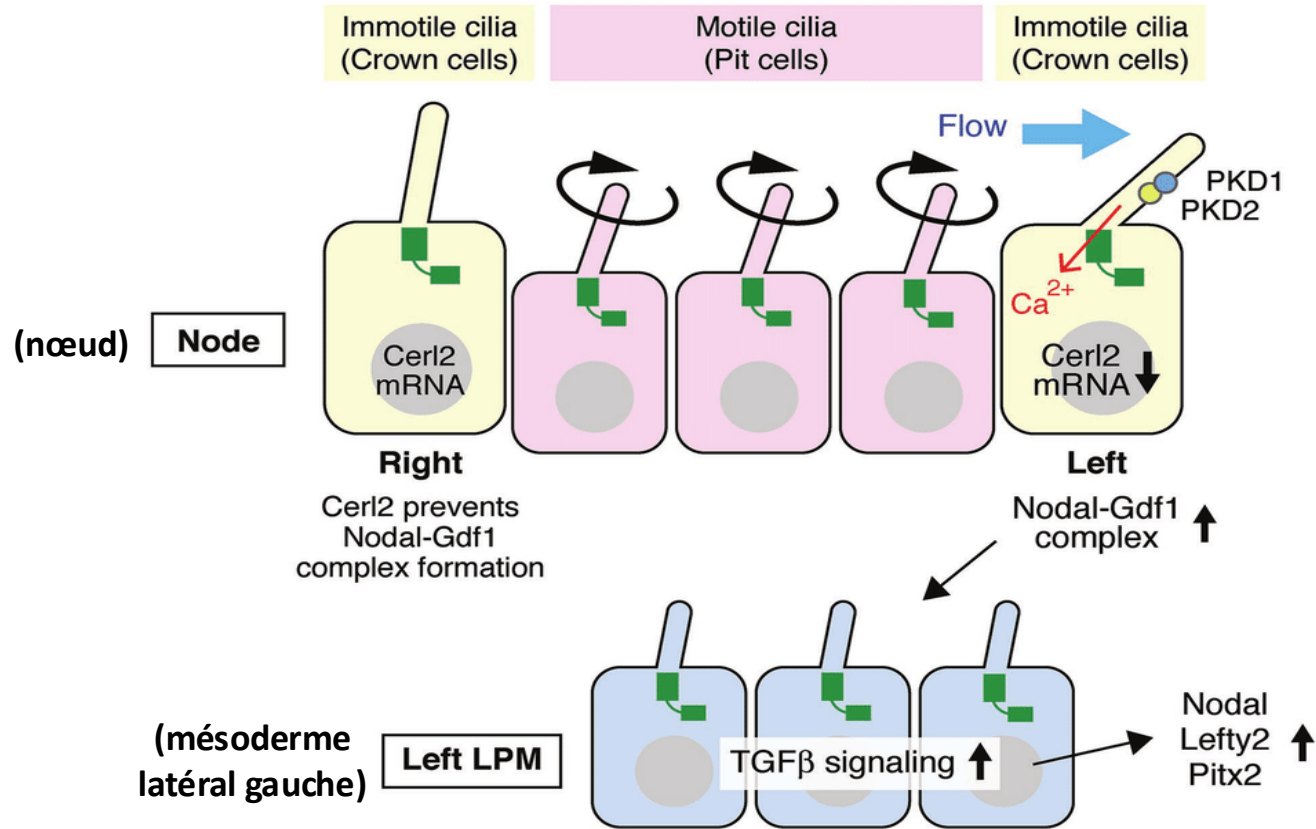 Immotile cilia
(Crown cells)
Motile cilia
(Pit cells)
Immotile cilia
(Crown cells)
Flow
PKD1
PKD2
Ca²⁺
(nœud)
Node
Cerl2
mRNA
Cerl2
mRNA
Right
Left
Cerl2 prevents
Nodal-Gdf1
complex formation
Nodal-Gdf1
complex
(mésoderme
latéral gauche)
Left LPM
TGFβ signaling
Nodal
Lefty2
Pitx2